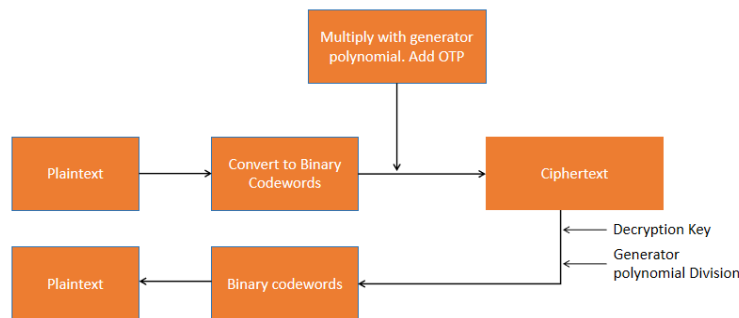 Multiply with generator
polynomial. Add OTP
Plaintext
Convert to Binary
Codewords
Ciphertext
Decryption Key
Generator
polynomial Division
Plaintext
Binary codewords